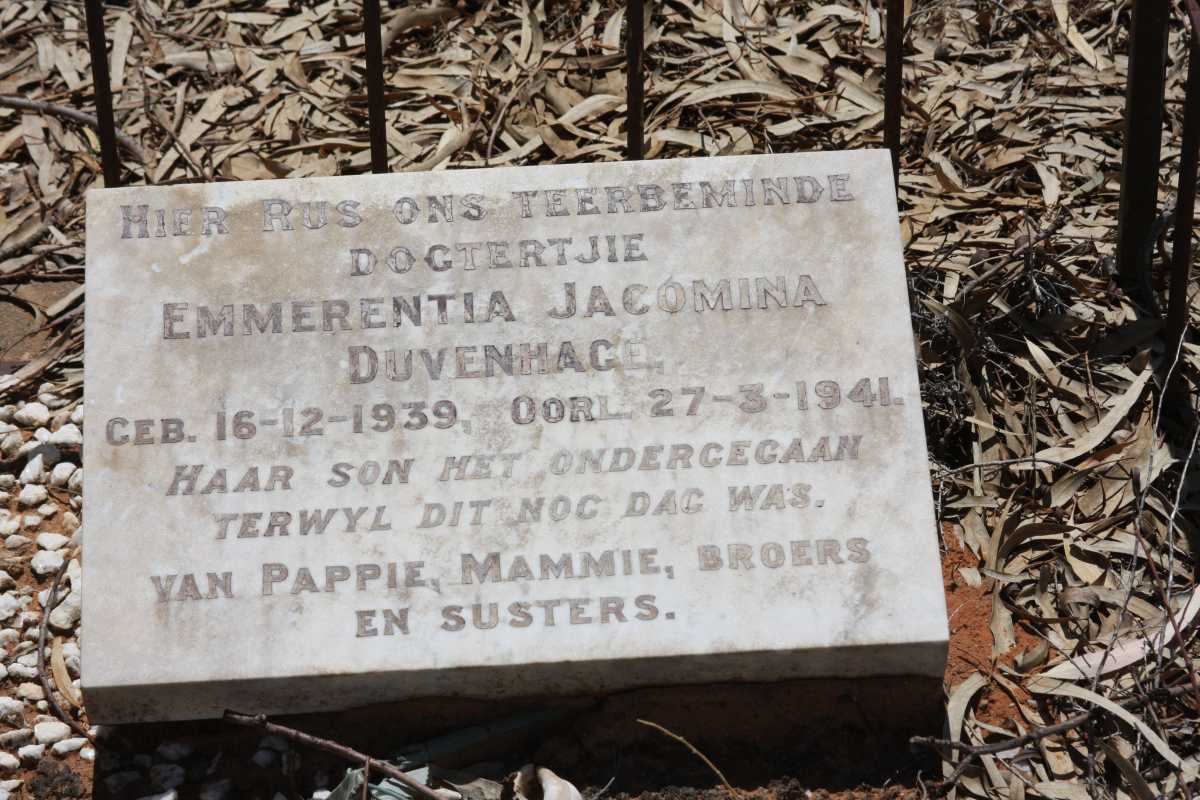 HIER RUS ONS TEERBEMINDE
DOGTERTJIE
EMMERENTIA JACOMINA
DUVENHAGE.
GEB. 16-12-1939, OORL. 27-3-1941.
HAAR SON HET ONDERGEGAAN
TERWYL DIT NOG DAG WAS.
VAN PAPPIE, MAMMIE, BROERS
EN SUSTERS.